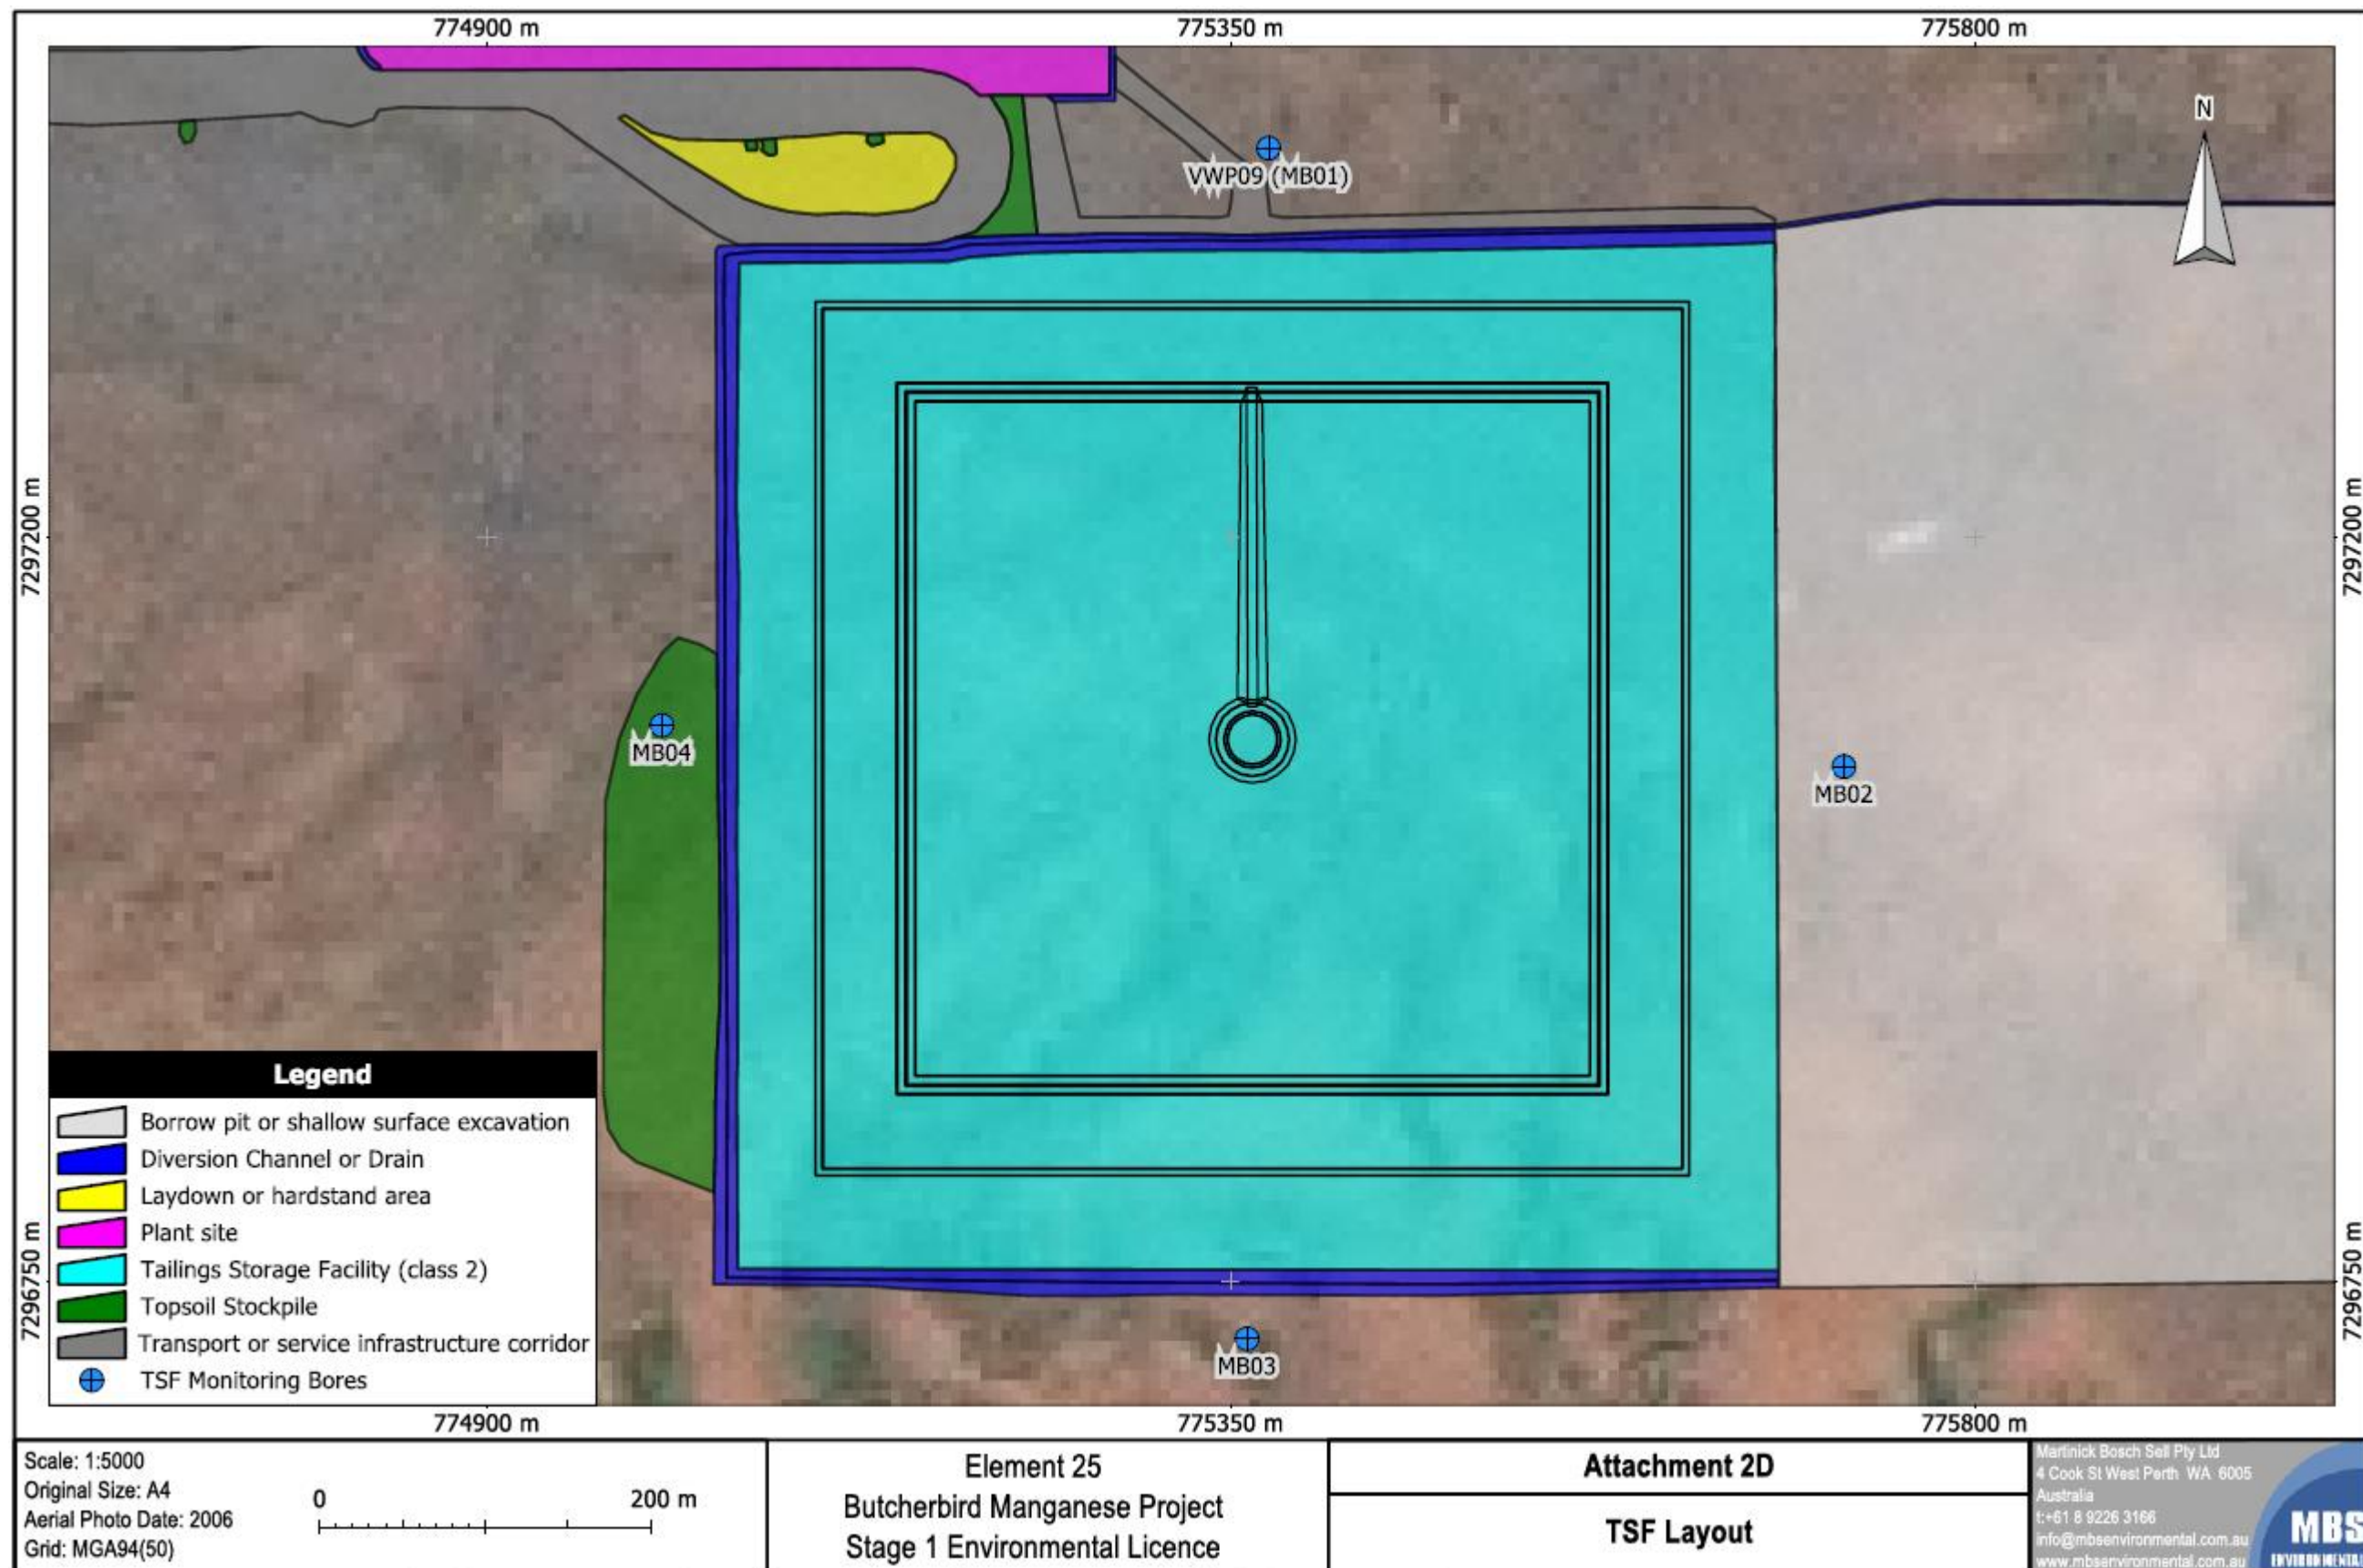 774900 m
775350 m
775800 m
N
VWP09 (MB01)
7297200 m
7297200 m
MB04
MB02
Legend
Borrow pit or shallow surface excavation
Diversion Channel or Drain
Laydown or hardstand area
Plant site
Tailings Storage Facility (class 2)
Topsoil Stockpile
Transport or service infrastructure corridor
TSF Monitoring Bores
7296750 m
7296750 m
MB03
774900 m
775350 m
775800 m
Scale: 1:5000
Original Size: A4
Aerial Photo Date: 2006
Grid: MGA94(50)
0
200 m
Element 25
Butcherbird Manganese Project
Stage 1 Environmental Licence
Attachment 2D
TSF Layout
Martinick Bosch Sell Pty Ltd
4 Cook St West Perth WA 6005
Australia
t:+61 8 9226 3166
info@mbsenvironmental.com.au
www.mbsenvironmental.com.au
MBS